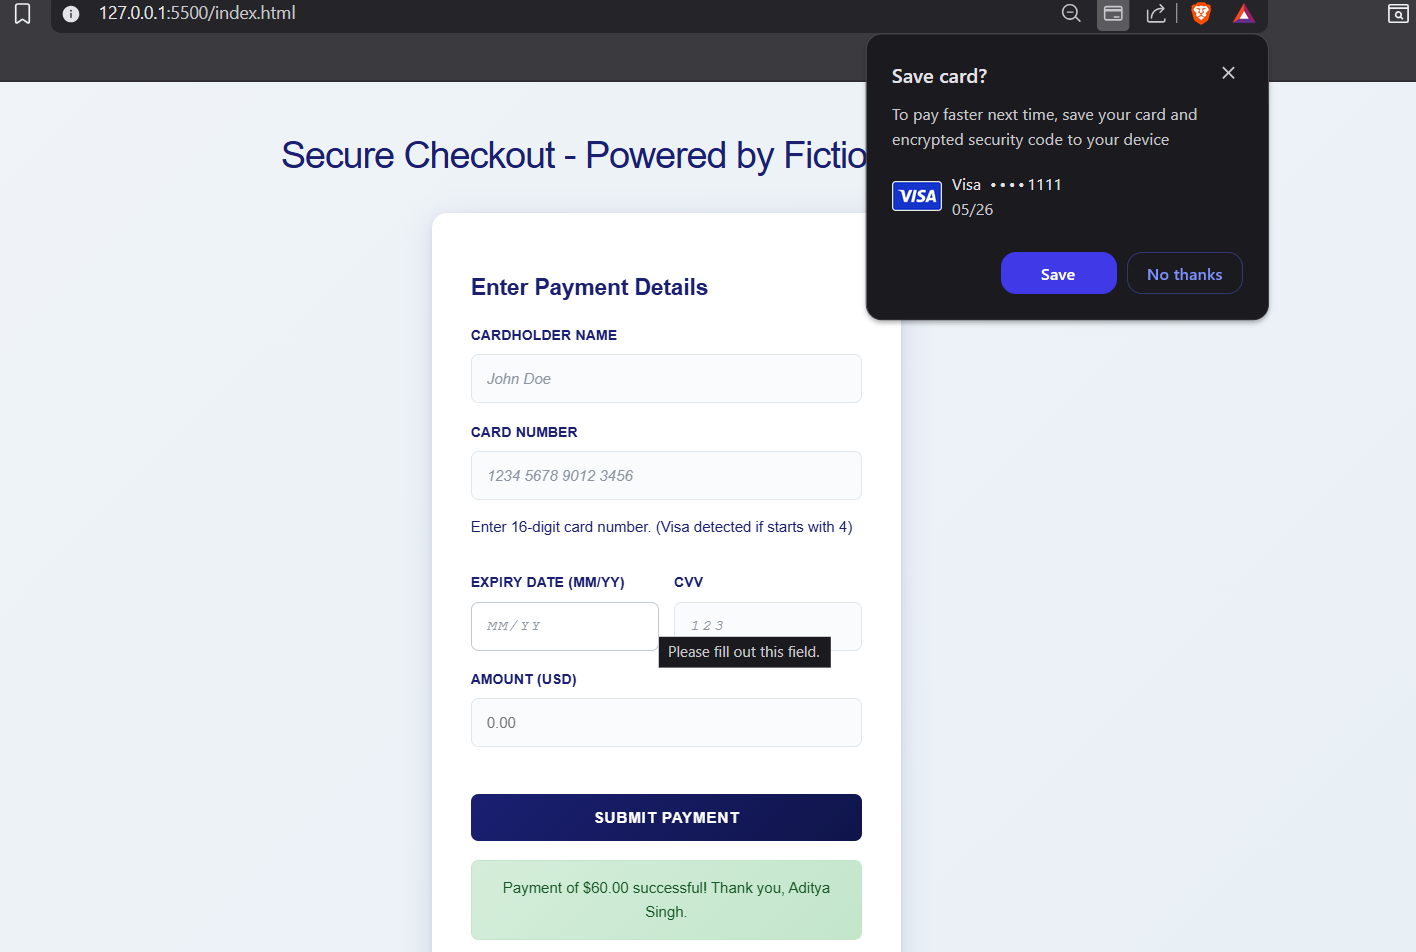 127.0.0.1:5500/index.html
Save card?
To pay faster next time, save your card and
encrypted security code to your device
VISA
Visa ••••1111
05/26
Save
No thanks
Secure Checkout - Powered by Fictio
Enter Payment Details
CARDHOLDER NAME
John Doe
CARD NUMBER
1234 5678 9012 3456
Enter 16-digit card number. (Visa detected if starts with 4)
EXPIRY DATE (MM/YY)
CVV
MM/YY
123
Please fill out this field.
AMOUNT (USD)
0.00
SUBMIT PAYMENT
Payment of $60.00 successful! Thank you, Aditya
Singh.